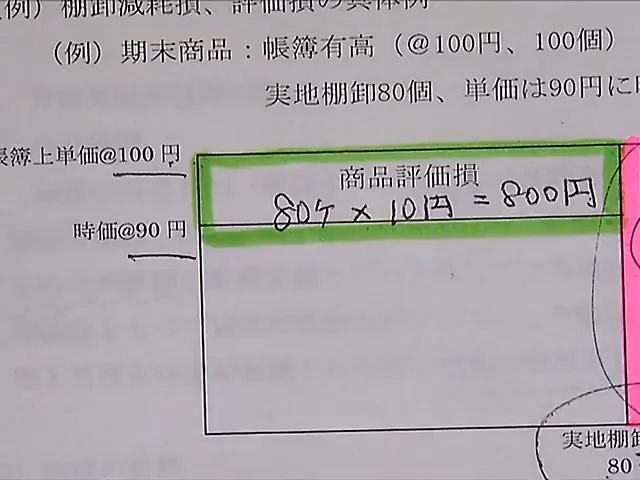 例）棚卸減耗損、評価損の具体例
（例）期末商品：帳簿有高（@100円、100個）
実地棚卸80個、単価は90円に
帳簿上単価@100円
商品評価損
80ケ×10円=800円
時価@90円
実地棚卸
80